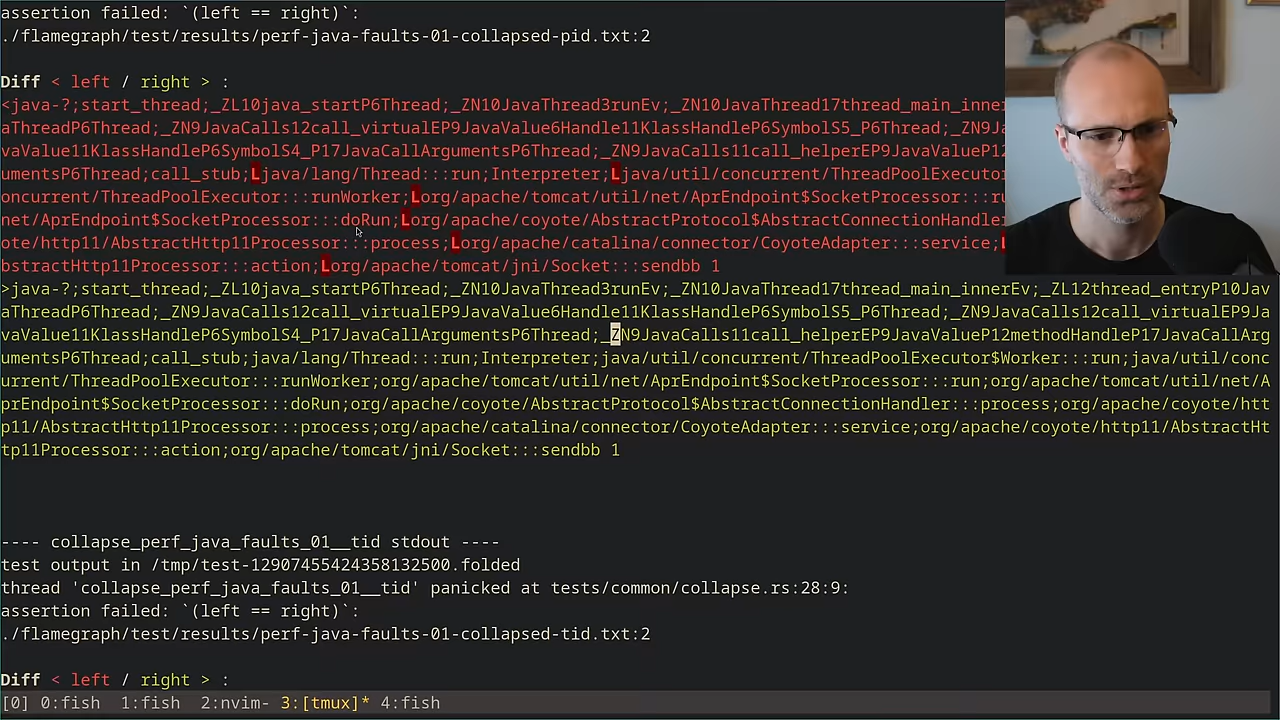 assertion failed: `(left == right)`:
./flamegraph/test/results/perf-java-faults-01-collapsed-pid.txt:2
Diff < left / right > :
<java-?;start_thread;_ZL10java_startP6Thread;_ZN10JavaThread3runEv;_ZN10JavaThread17thread_main_inner
aThreadP6Thread;_ZN9JavaCalls12call_virtualEP9JavaValue6Handle11KlassHandleP6SymbolS5_P6Thread;_ZN9Ja
vaValue11KlassHandleP6SymbolS4_P17JavaCallArgumentsP6Thread;_ZN9JavaCalls11call_helperEP9JavaValueP12
umentsP6Thread;call_stub;Ljava/lang/Thread:::run;Interpreter;Ljava/util/concurrent/ThreadPoolExecutor
oncurrent/ThreadPoolExecutor:::runWorker;Lorg/apache/tomcat/util/net/AprEndpoint$SocketProcessor:::ru
net/AprEndpoint$SocketProcessor:::doRun;Lorg/apache/coyote/AbstractProtocol$AbstractConnectionHandler
ote/http11/AbstractHttp11Processor:::process;Lorg/apache/catalina/connector/CoyoteAdapter:::service;L
bstractHttp11Processor:::action;Lorg/apache/tomcat/jni/Socket:::sendbb 1
>java-?;start_thread;_ZL10java_startP6Thread;_ZN10JavaThread3runEv;_ZN10JavaThread17thread_main_innerEv;_ZL12thread_entryP10Jav
aThreadP6Thread;_ZN9JavaCalls12call_virtualEP9JavaValue6Handle11KlassHandleP6SymbolS5_P6Thread;_ZN9JavaCalls12call_virtualEP9Ja
vaValue11KlassHandleP6SymbolS4_P17JavaCallArgumentsP6Thread;_ZN9JavaCalls11call_helperEP9JavaValueP12methodHandleP17JavaCallArg
umentsP6Thread;call_stub;java/lang/Thread:::run;Interpreter;java/util/concurrent/ThreadPoolExecutor$Worker:::run;java/util/conc
urrent/ThreadPoolExecutor:::runWorker;org/apache/tomcat/util/net/AprEndpoint$SocketProcessor:::run;org/apache/tomcat/util/net/A
prEndpoint$SocketProcessor:::doRun;org/apache/coyote/AbstractProtocol$AbstractConnectionHandler:::process;org/apache/coyote/htt
p11/AbstractHttp11Processor:::process;org/apache/catalina/connector/CoyoteAdapter:::service;org/apache/coyote/http11/AbstractHt
tp11Processor:::action;org/apache/tomcat/jni/Socket:::sendbb 1
---- collapse_perf_java_faults_01__tid stdout ----
test output in /tmp/test-12907455424358132500.folded
thread 'collapse_perf_java_faults_01__tid' panicked at tests/common/collapse.rs:28:9:
assertion failed: `(left == right)`:
./flamegraph/test/results/perf-java-faults-01-collapsed-tid.txt:2
Diff < left / right > :
[0] 0:fish  1:fish  2:nvim- 3:[tmux]* 4:fish